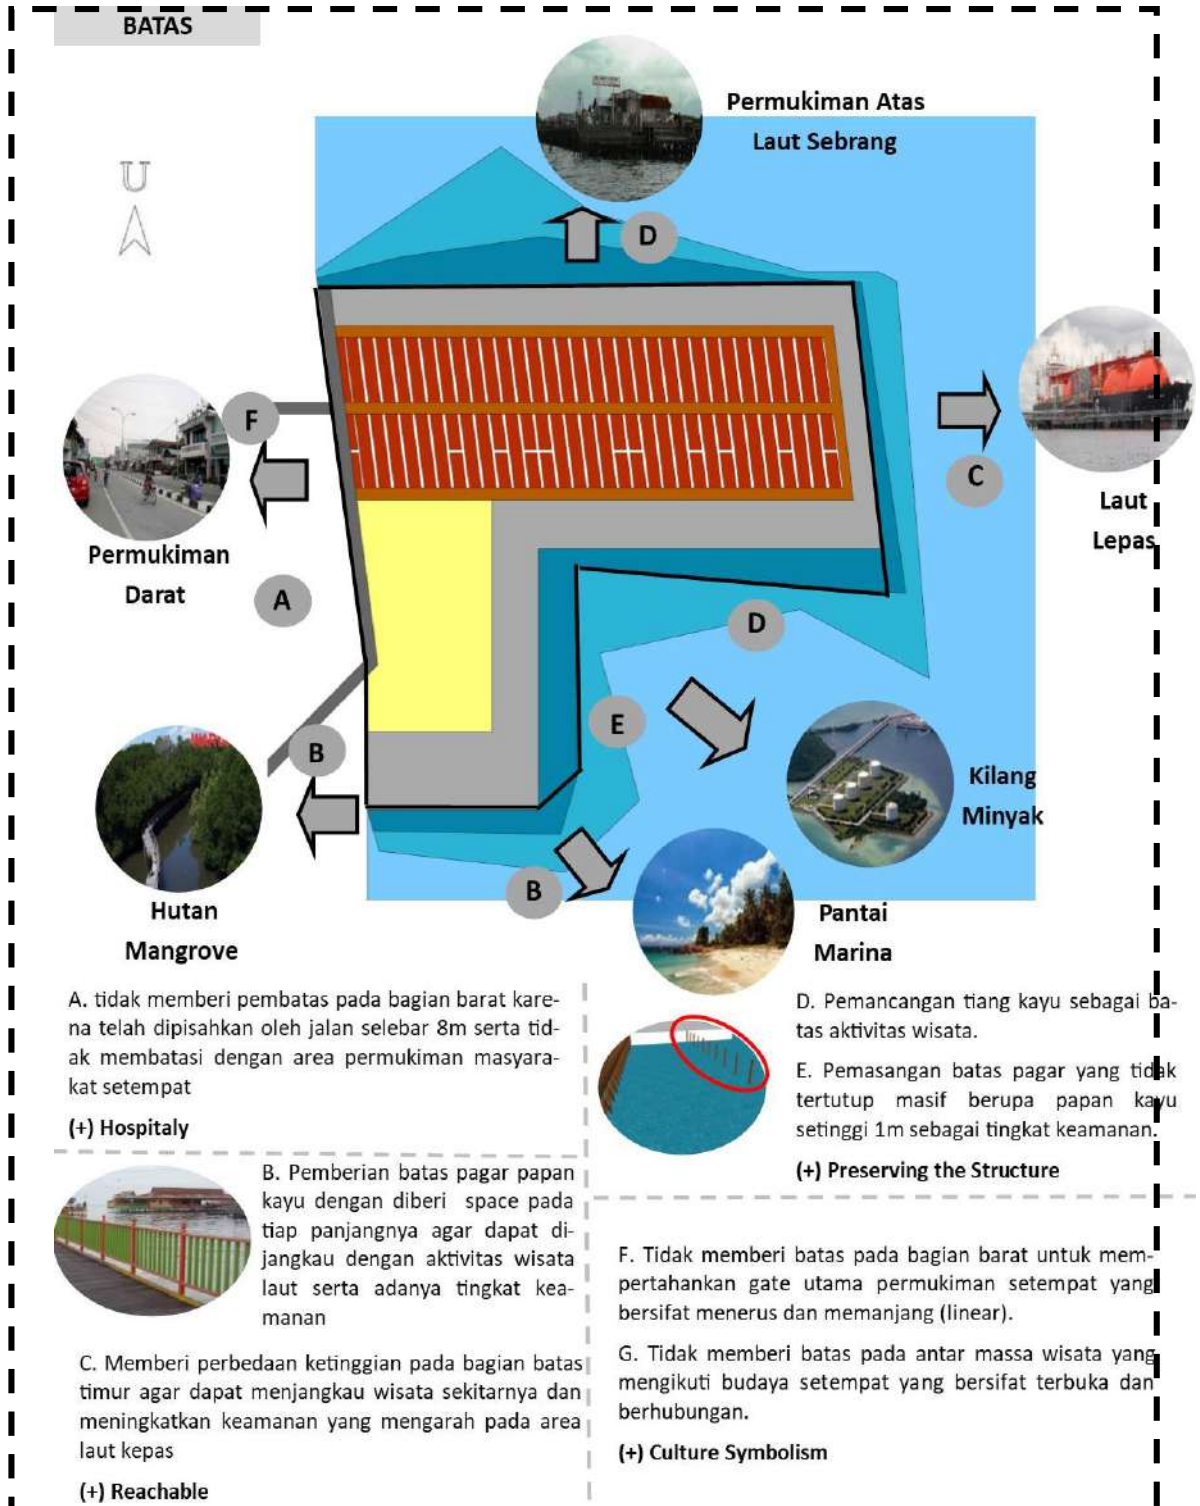 BATAS
Permukiman Atas
Laut Sebrang
U
D
F
C
Laut
Lepas
Permukiman
Darat
A
D
E
B
Kilang
Minyak
B
Hutan
Mangrove
Pantai
Marina
A. tidak memberi pembatas pada bagian barat kare-
na telah dipisahkan oleh jalan selebar 8m serta tid-
ak membatasi dengan area permukiman masyara-
kat setempat
(+) Hospitaly
B. Pemberian batas pagar papan
kayu dengan diberi space pada
tiap panjangnya agar dapat di-
jangkau dengan aktivitas wisata
laut serta adanya tingkat kea-
manan
C. Memberi perbedaan ketinggian pada bagian batas
timur agar dapat menjangkau wisata sekitarnya dan
meningkatkan keamanan yang mengarah pada area
laut kepas
(+) Reachable
D. Pemancangan tiang kayu sebagai ba-
tas aktivitas wisata.
E. Pemasangan batas pagar yang tidak
tertutup masif berupa papan kayu
setinggi 1m sebagai tingkat keamanan.
(+) Preserving the Structure
F. Tidak memberi batas pada bagian barat untuk mem-
pertahankan gate utama permukiman setempat yang
bersifat menerus dan memanjang (linear).
G. Tidak memberi batas pada antar massa wisata yang
mengikuti budaya setempat yang bersifat terbuka dan
berhubungan.
(+) Culture Symbolism